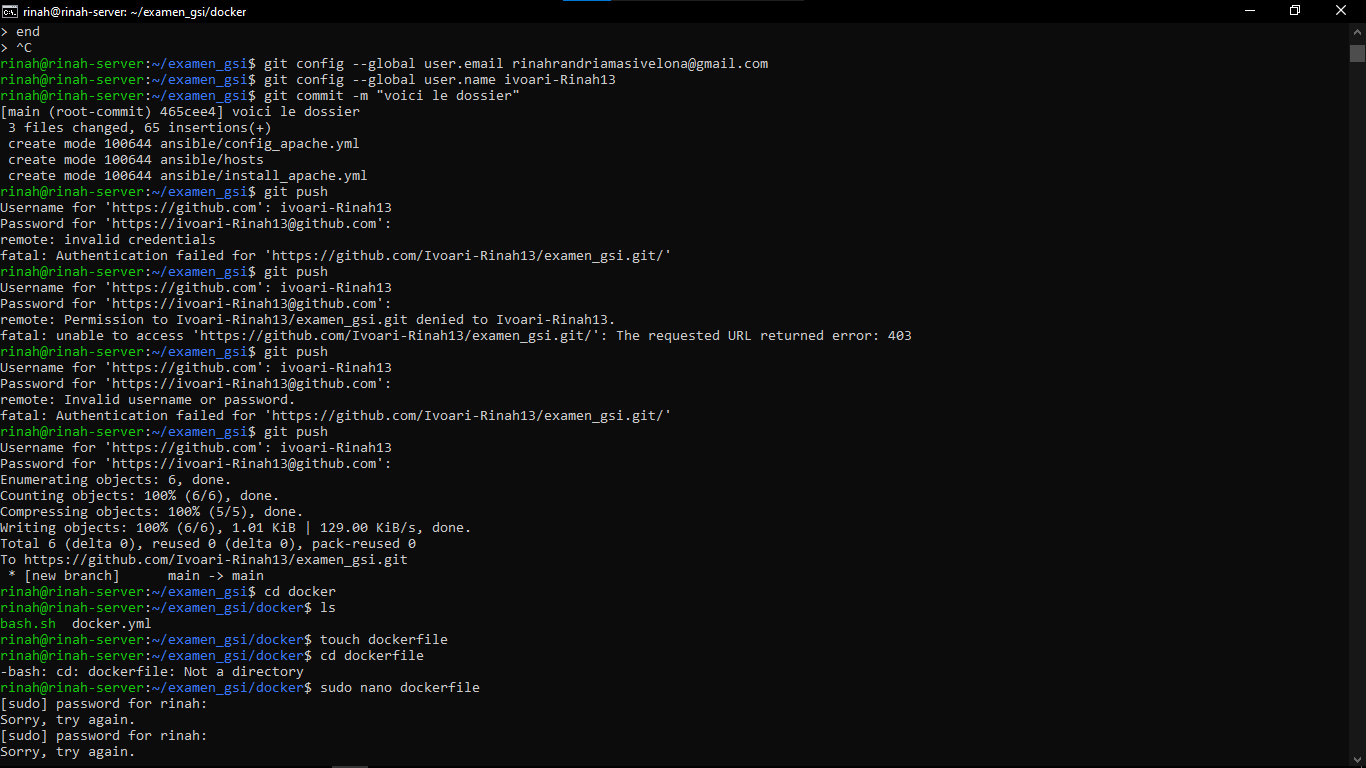 rinah@rinah-server: ~/examen_gsi/docker
> end
> ^C
rinah@rinah-server:~/examen_gsi$ git config --global user.email rinahrandriamasivelona@gmail.com
rinah@rinah-server:~/examen_gsi$ git config --global user.name ivoari-Rinah13
rinah@rinah-server:~/examen_gsi$ git commit -m "voici le dossier"
[main (root-commit) 465cee4] voici le dossier
 3 files changed, 65 insertions(+)
 create mode 100644 ansible/config_apache.yml
 create mode 100644 ansible/hosts
 create mode 100644 ansible/install_apache.yml
rinah@rinah-server:~/examen_gsi$ git push
Username for 'https://github.com': ivoari-Rinah13
Password for 'https://ivoari-Rinah13@github.com':
remote: invalid credentials
fatal: Authentication failed for 'https://github.com/Ivoari-Rinah13/examen_gsi.git/'
rinah@rinah-server:~/examen_gsi$ git push
Username for 'https://github.com': ivoari-Rinah13
Password for 'https://ivoari-Rinah13@github.com':
remote: Permission to Ivoari-Rinah13/examen_gsi.git denied to Ivoari-Rinah13.
fatal: unable to access 'https://github.com/Ivoari-Rinah13/examen_gsi.git/': The requested URL returned error: 403
rinah@rinah-server:~/examen_gsi$ git push
Username for 'https://github.com': ivoari-Rinah13
Password for 'https://ivoari-Rinah13@github.com':
remote: Invalid username or password.
fatal: Authentication failed for 'https://github.com/Ivoari-Rinah13/examen_gsi.git/'
rinah@rinah-server:~/examen_gsi$ git push
Username for 'https://github.com': ivoari-Rinah13
Password for 'https://ivoari-Rinah13@github.com':
Enumerating objects: 6, done.
Counting objects: 100% (6/6), done.
Compressing objects: 100% (5/5), done.
Writing objects: 100% (6/6), 1.01 KiB | 129.00 KiB/s, done.
Total 6 (delta 0), reused 0 (delta 0), pack-reused 0
To https://github.com/Ivoari-Rinah13/examen_gsi.git
 * [new branch]      main -> main
rinah@rinah-server:~/examen_gsi$ cd docker
rinah@rinah-server:~/examen_gsi/docker$ ls
bash.sh  docker.yml
rinah@rinah-server:~/examen_gsi/docker$ touch dockerfile
rinah@rinah-server:~/examen_gsi/docker$ cd dockerfile
-bash: cd: dockerfile: Not a directory
rinah@rinah-server:~/examen_gsi/docker$ sudo nano dockerfile
[sudo] password for rinah:
Sorry, try again.
[sudo] password for rinah:
Sorry, try again.